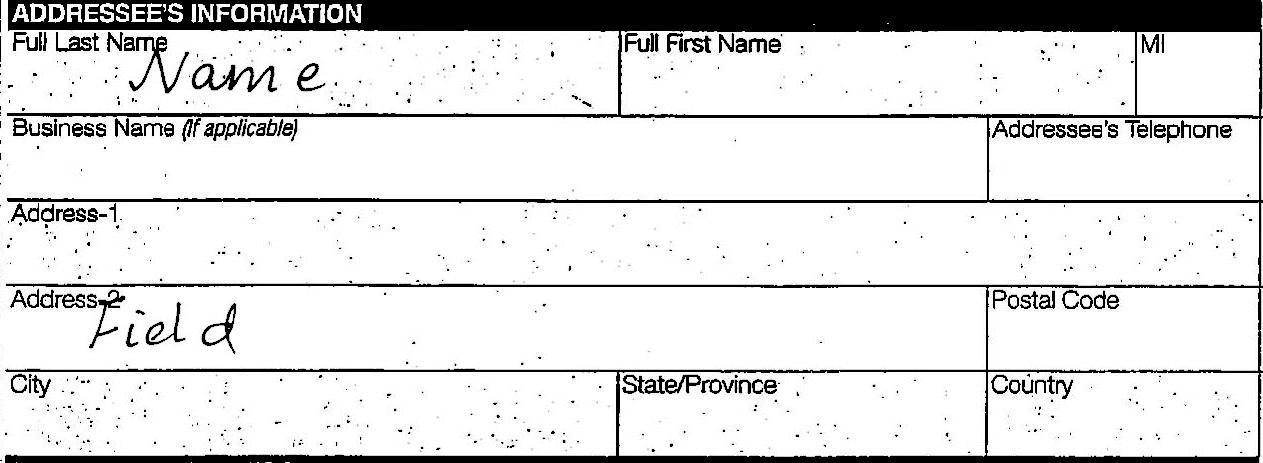 ADDRESSEE'S INFORMATION
Full Last Name Full First Name MI
Name
Business Name (if applicable) Addressee's Telephone
Address-1
Address-2 Postal Code
Field
City State/Province Country